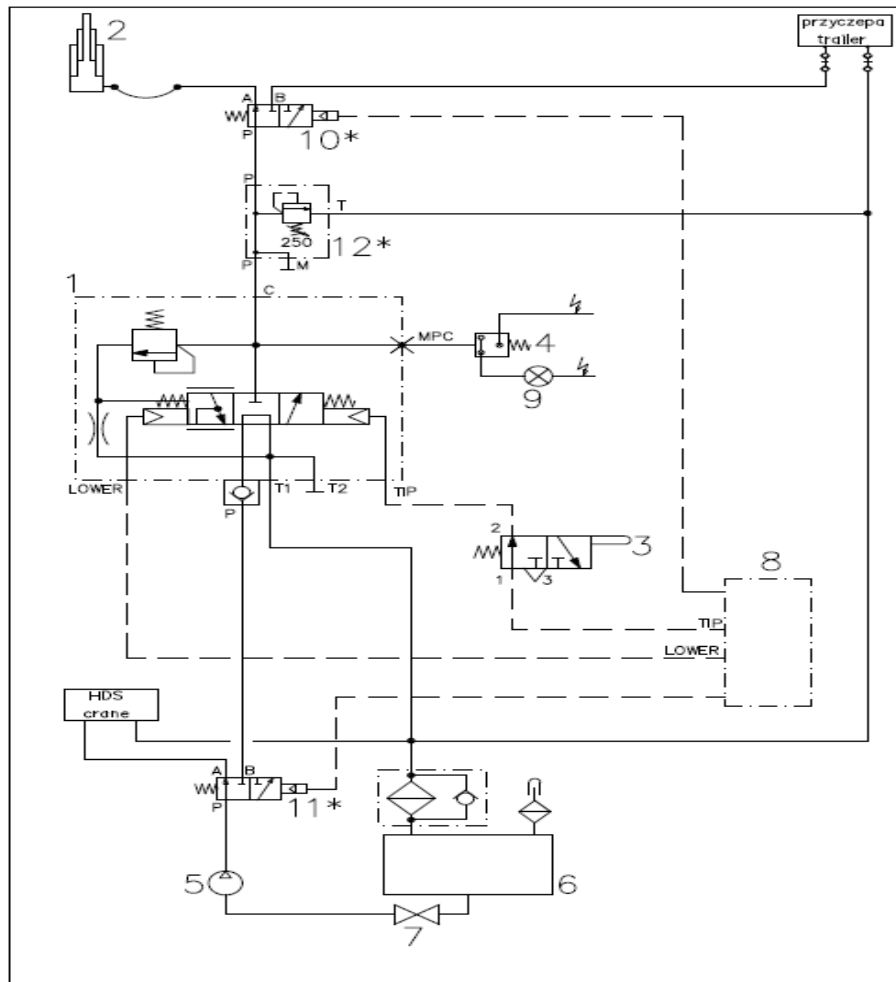 2
przyczepa
trailer
A B
P
10*
P
T
250
12*
P
M
1
C
MPC
4
9
LOWER
T1
T2
TIP
P
2
3
1
3
8
TIP
LOWER
HDS
crane
A B
P
11*
5
6
7